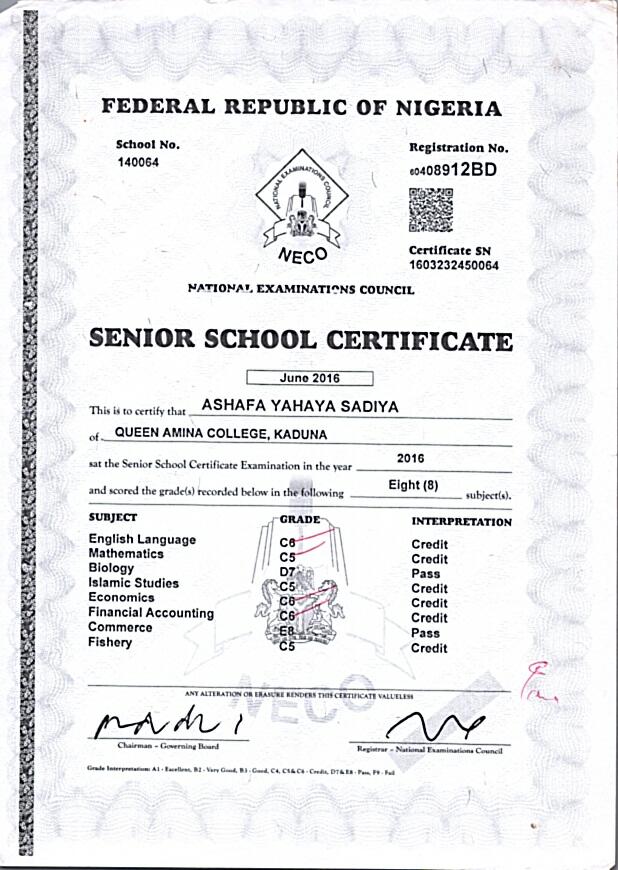 FEDERAL REPUBLIC OF NIGERIA
School No.
140064
Registration No.
60408912BD
NATIONAL EXAMINATIONS COUNCIL
NECO
Certificate SN
1603232450064
NATIONAL EXAMINATIONS COUNCIL
SENIOR SCHOOL CERTIFICATE
June 2016
This is to certify that ASHAFA YAHAYA SADIYA
of QUEEN AMINA COLLEGE, KADUNA
sat the Senior School Certificate Examination in the year 2016
and scored the grade(s) recorded below in the following Eight (8) subject(s).
SUBJECT GRADE INTERPRETATION
English Language C6 Credit
Mathematics C5 Credit
Biology D7 Pass
Islamic Studies C5 Credit
Economics C6 Credit
Financial Accounting C6 Credit
Commerce E8 Pass
Fishery C5 Credit
NECO
ANY ALTERATION OR ERASURE RENDERS THIS CERTIFICATE VALUELESS
Chairman - Governing Board
Registrar - National Examinations Council
Grade Interpretation: A1 - Excellent, B2 - Very Good, B3 - Good, C4, C5 & C6 - Credit, D7 & E8 - Pass, F9 - Fail